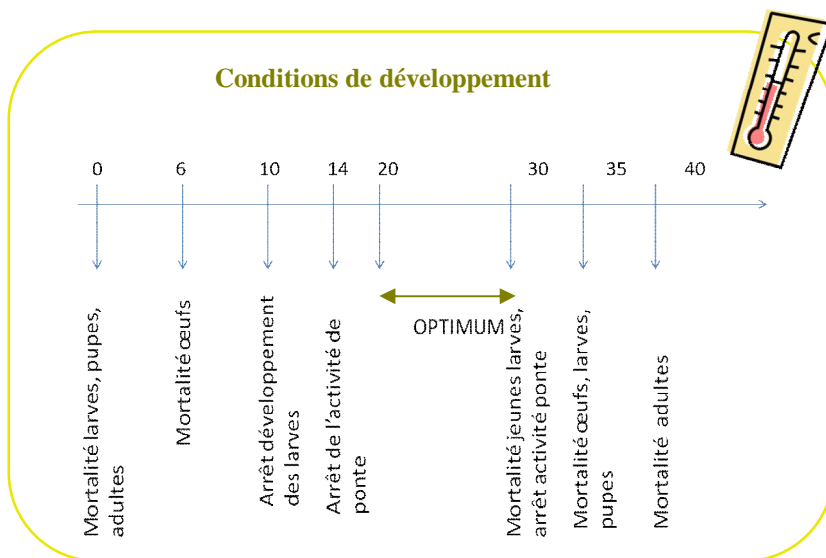 Conditions de développement
0 6 10 14 20 30 35 40
OPTIMUM
Mortalité larves, pupes,
adultes
Mortalité œufs
Arrêt développement
des larves
Arrêt de l'activité de
ponte
Mortalité jeunes larves,
arrêt activité ponte
Mortalité œufs, larves,
pupes
Mortalité adultes